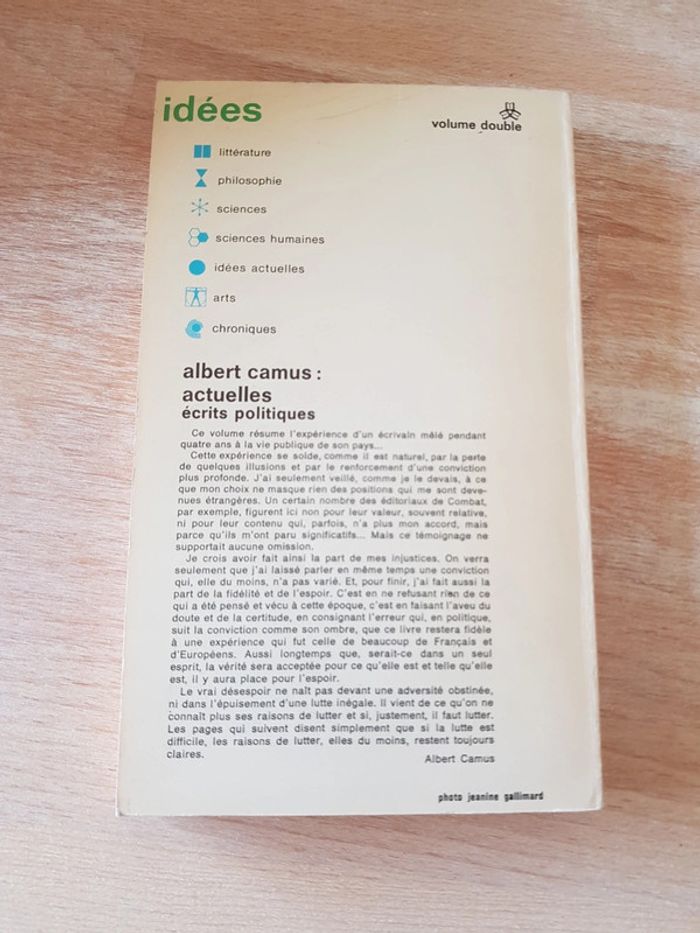 idées
volume double
littérature
philosophie
sciences
sciences humaines
idées actuelles
arts
chroniques
albert camus :
actuelles
écrits politiques
Ce volume résume l'expérience d'un écrivain mêlé pendant
quatre ans à la vie publique de son pays...
Cette expérience se solde, comme il est naturel, par la perte
de quelques illusions et par le renforcement d'une conviction
plus profonde. J'ai seulement veillé, comme je le devais, à ce
que mon choix ne masque rien des positions qui me sont deve-
nues étrangères. Un certain nombre des éditoriaux de Combat,
par exemple, figurent ici non pour leur valeur, souvent relative,
ni pour leur contenu qui, parfois, n'a plus mon accord, mais
parce qu'ils m'ont paru significatifs... Mais ce témoignage ne
supportait aucune omission.
Je crois avoir fait ainsi la part de mes injustices. On verra
seulement que j'ai laissé parler en même temps une conviction
qui, elle du moins, n'a pas varié. Et, pour finir, j'ai fait aussi la
part de la fidélité et de l'espoir. C'est en ne refusant rien de ce
qui a été pensé et vécu à cette époque, c'est en faisant l'aveu du
doute et de la certitude, en consignant l'erreur qui, en politique,
suit la conviction comme son ombre, que ce livre restera fidèle
à une expérience qui fut celle de beaucoup de Français et
d'Européens. Aussi longtemps que, serait-ce dans un seul
esprit, la vérité sera acceptée pour ce qu'elle est et telle qu'elle
est, il y aura place pour l'espoir.
Le vrai désespoir ne naît pas devant une adversité obstinée,
ni dans l'épuisement d'une lutte inégale. Il vient de ce qu'on ne
connaît plus ses raisons de lutter et si, justement, il faut lutter.
Les pages qui suivent disent simplement que si la lutte est
difficile, les raisons de lutter, elles du moins, restent toujours
claires.
Albert Camus
photo jeanine gallimard